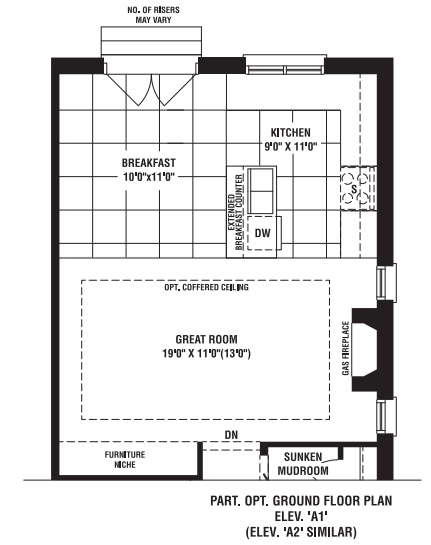 NO. OF RISERS
MAY VARY
KITCHEN
9'0" X 11'0"
BREAKFAST
10'0"x11'0"
S
EXTENDED
BREAKFAST COUNTER
DW
OPT. COFFERED CEILING
GREAT ROOM
19'0" X 11'0"(13'0")
GAS FIREPLACE
DN
FURNITURE
NICHE
SUNKEN
MUDROOM
PART. OPT. GROUND FLOOR PLAN
ELEV. 'A1'
(ELEV. 'A2' SIMILAR)